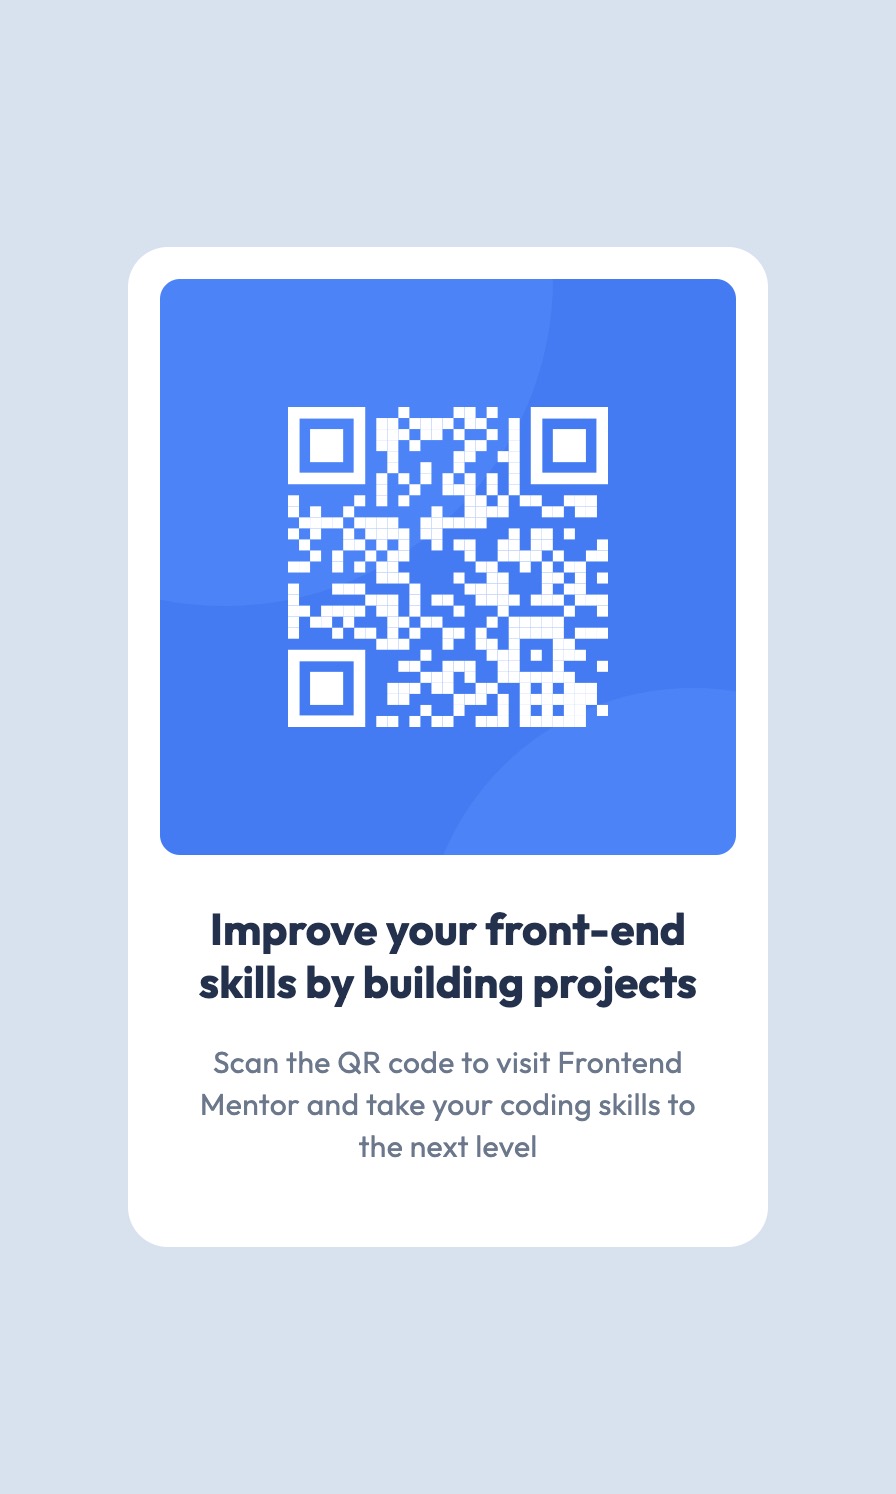 Improve your front-end
skills by building projects
Scan the QR code to visit Frontend
Mentor and take your coding skills to
the next level